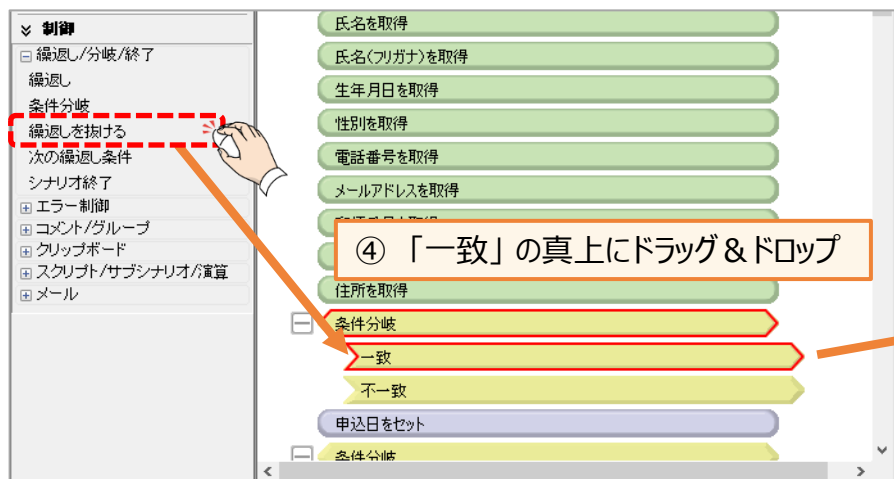 制御
繰返し/分岐/終了
繰返し
条件分岐
繰返しを抜ける
次の繰返し条件
シナリオ終了
エラー制御
コメント/グループ
クリップボード
スクリプト/サブシナリオ/演算
メール
氏名を取得
氏名(フリガナ)を取得
生年月日を取得
性別を取得
電話番号を取得
メールアドレスを取得
④ 「一致」の真上にドラッグ＆ドロップ
住所を取得
条件分岐
一致
不一致
申込日をセット
条件分岐